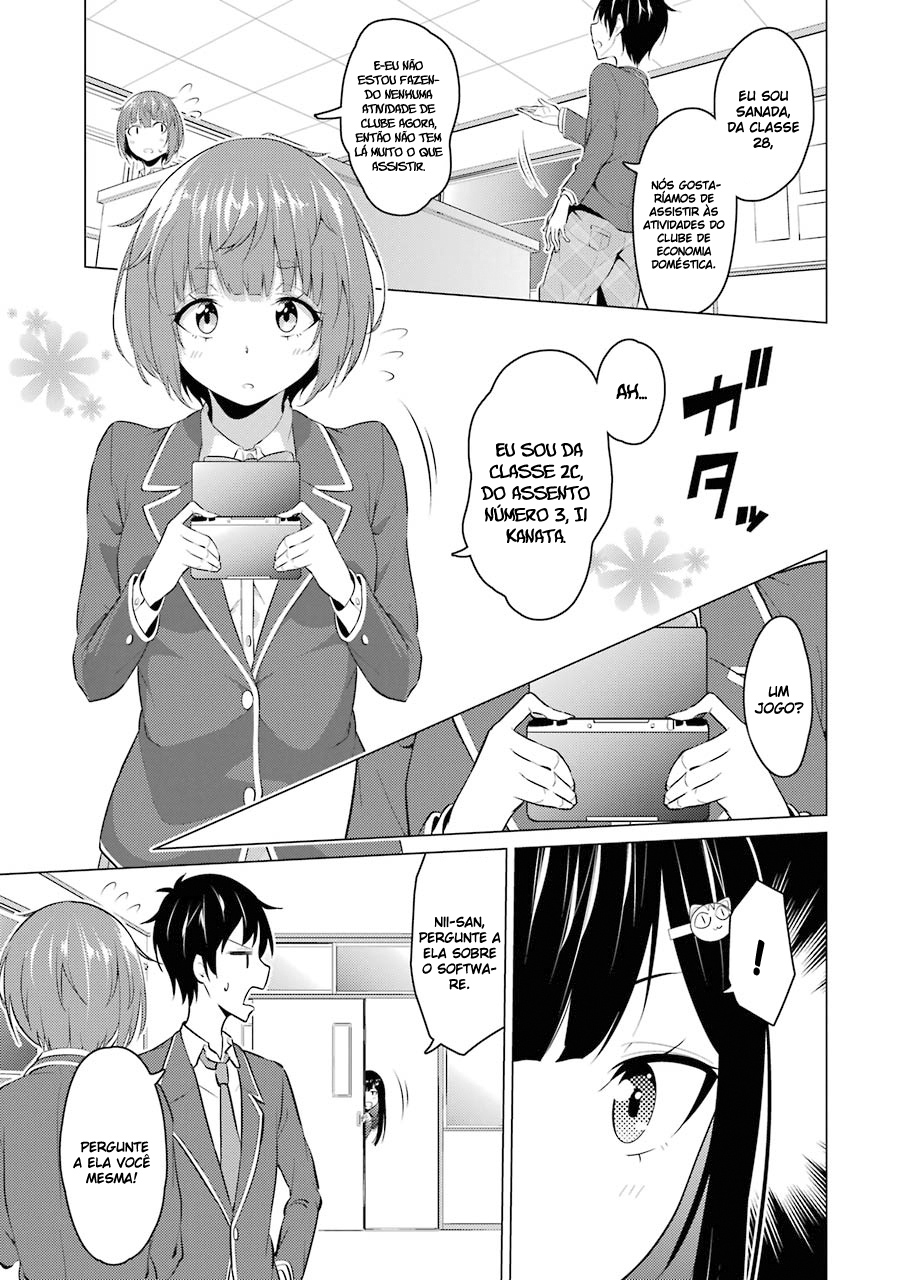 EU SOU
SANADA,
DA CLASSE
2B,
NÓS GOSTA-
RÍAMOS DE
ASSISTIR ÀS
ATIVIDADES DO
CLUBE DE
ECONOMIA
DOMÉSTICA.
E-EU NÃO
ESTOU FAZEN-
DO NENHUMA
ATIVIDADE DE
CLUBE AGORA,
ENTÃO NÃO TEM
LÁ MUITO O QUE
ASSISTIR.
ガタッ
AH...
EU SOU DA
CLASSE 2C,
DO ASSENTO
NÚMERO 3, II
KANATA.
UM
JOGO?
!
NII-SAN,
PERGUNTE A
ELA SOBRE
O SOFTWA-
RE.
PERGUNTE
A ELA VOCÊ
MESMA!